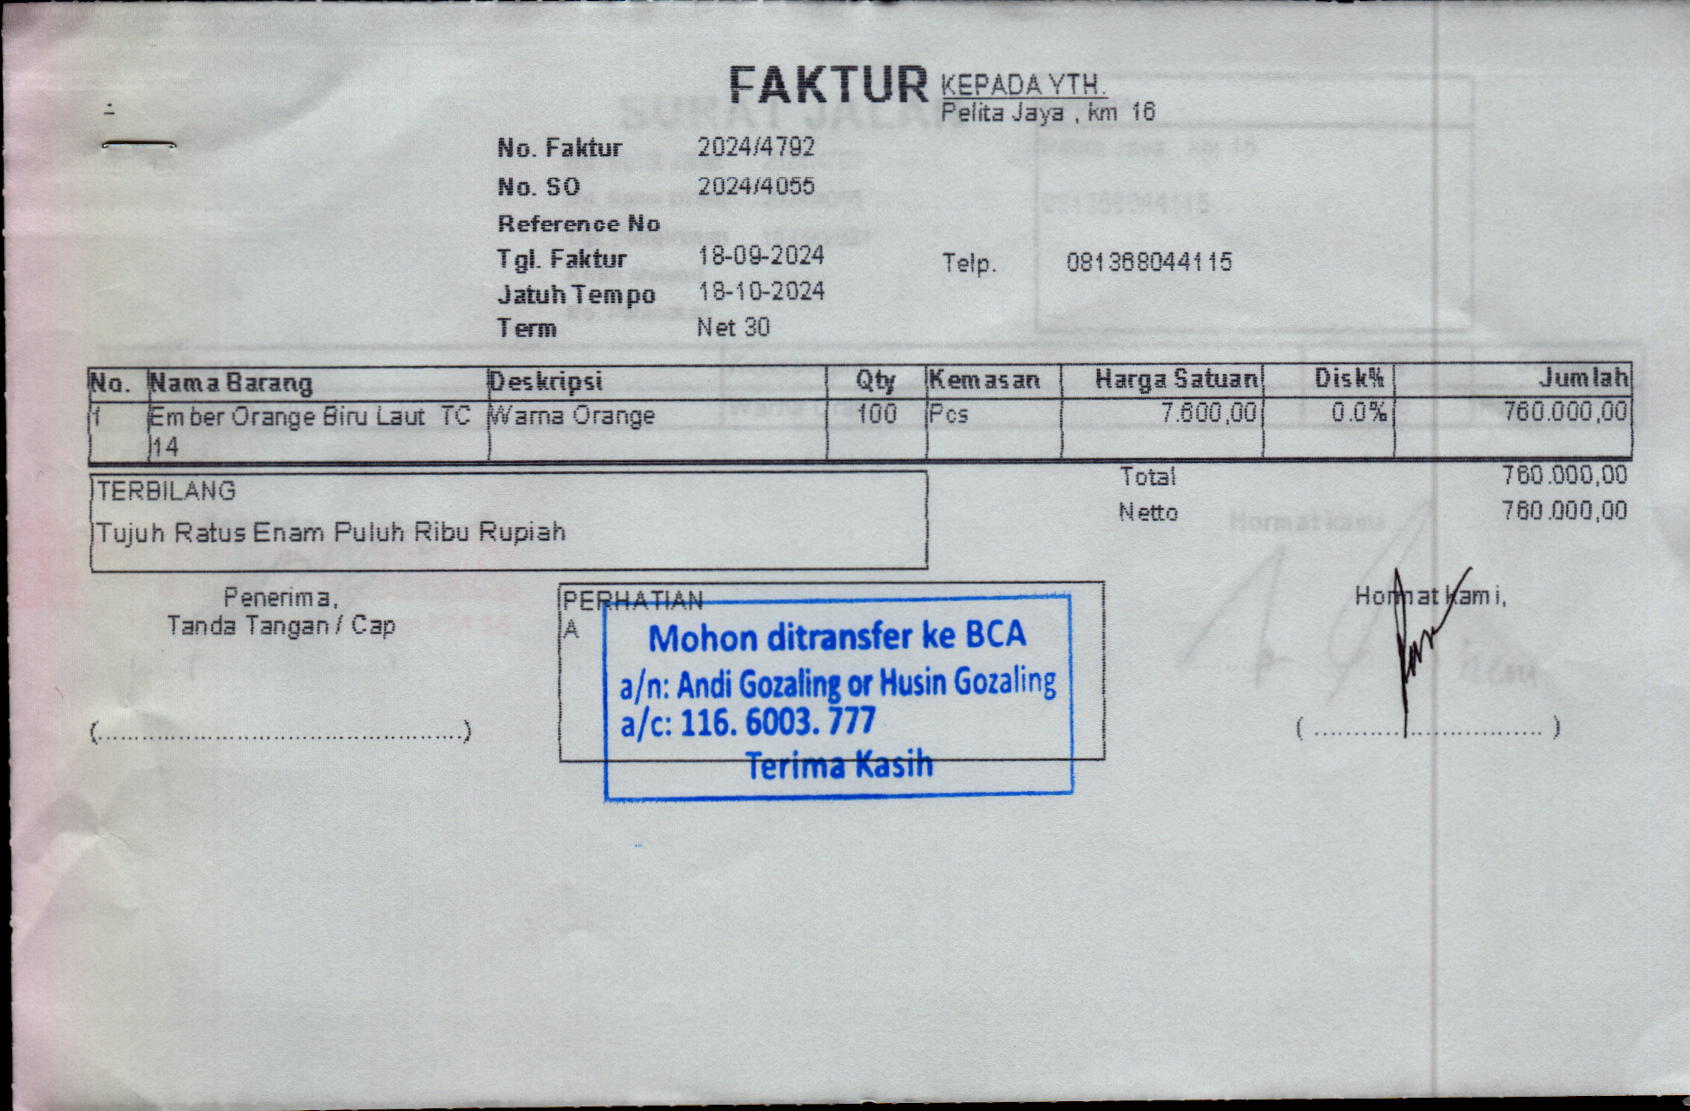 FAKTUR
KEPADA YTH.
Pelita Jaya , km 16
No. Faktur 2024/4792
No. SO 2024/4055
Reference No
Tgl. Faktur 18-09-2024
Telp. 081368044115
Jatuh Tempo 18-10-2024
Term Net 30
No. Nama Barang Deskripsi Qty Kemasan Harga Satuan Disk% Jumlah
1 Ember Orange Biru Laut TC Warna Orange 100 Pcs 7.600,00 0.0% 760.000,00
14
Total 760.000,00
TERBILANG
Netto 760.000,00
Tujuh Ratus Enam Puluh Ribu Rupiah
Penerima,
Tanda Tangan / Cap
(............................................)
PERHATIAN
A
Mohon ditransfer ke BCA
a/n: Andi Gozaling or Husin Gozaling
a/c: 116. 6003. 777
Terima Kasih
Hormat kami,
( ............................ )